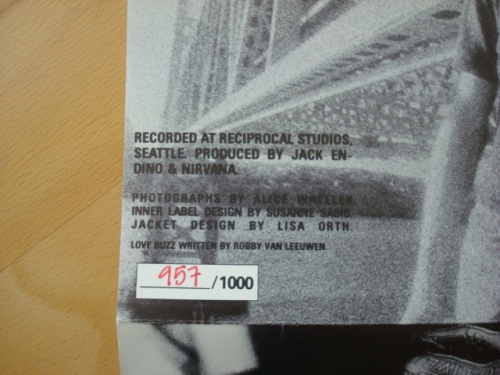 RECORDED AT RECIPROCAL STUDIOS,
SEATTLE. PRODUCED BY JACK EN-
DINO & NIRVANA.
PHOTOGRAPHS BY ALICE WHEELER.
INNER LABEL DESIGN BY SUSANNE SASIC.
JACKET DESIGN BY LISA ORTH.
LOVE BUZZ WRITTEN BY ROBBY VAN LEEUWEN.
957 /1000